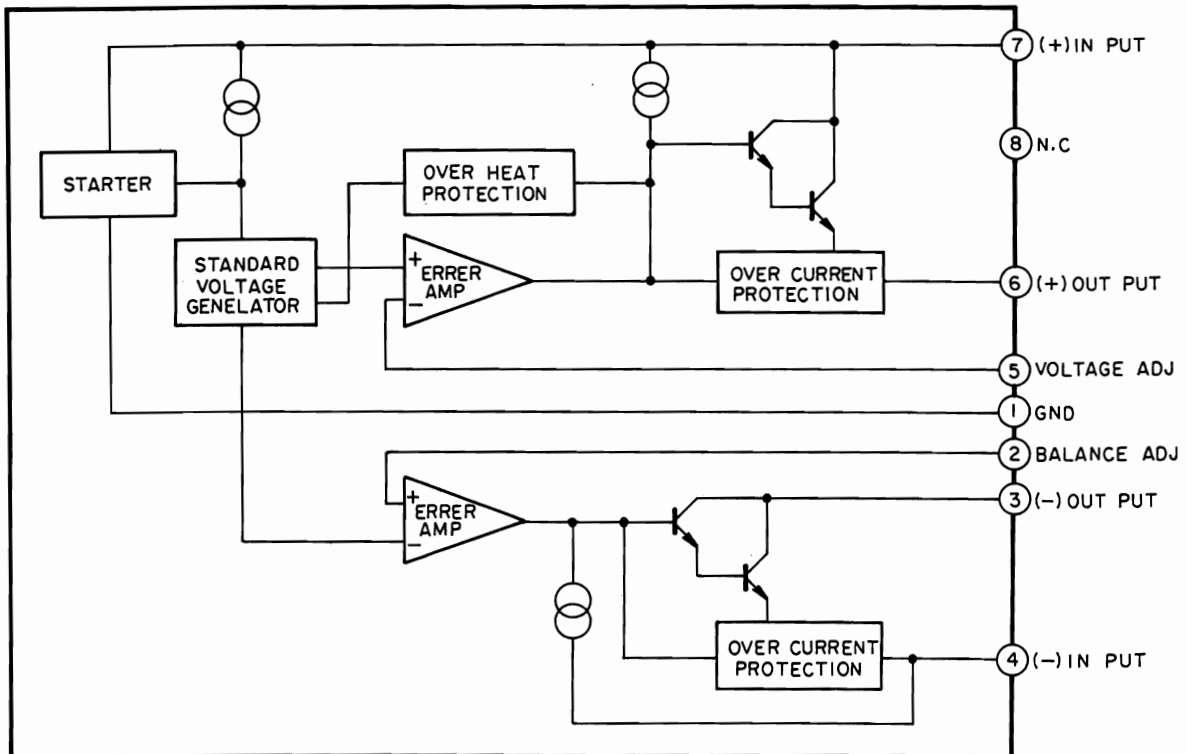 7 (+)IN PUT
8 N.C
STARTER
OVER HEAT
PROTECTION
STANDARD
VOLTAGE
GENELATOR
+
ERRER
AMP
−
OVER CURRENT
PROTECTION
6 (+)OUT PUT
5 VOLTAGE ADJ
1 GND
2 BALANCE ADJ
+
ERRER
AMP
−
3 (−)OUT PUT
OVER CURRENT
PROTECTION
4 (−)IN PUT